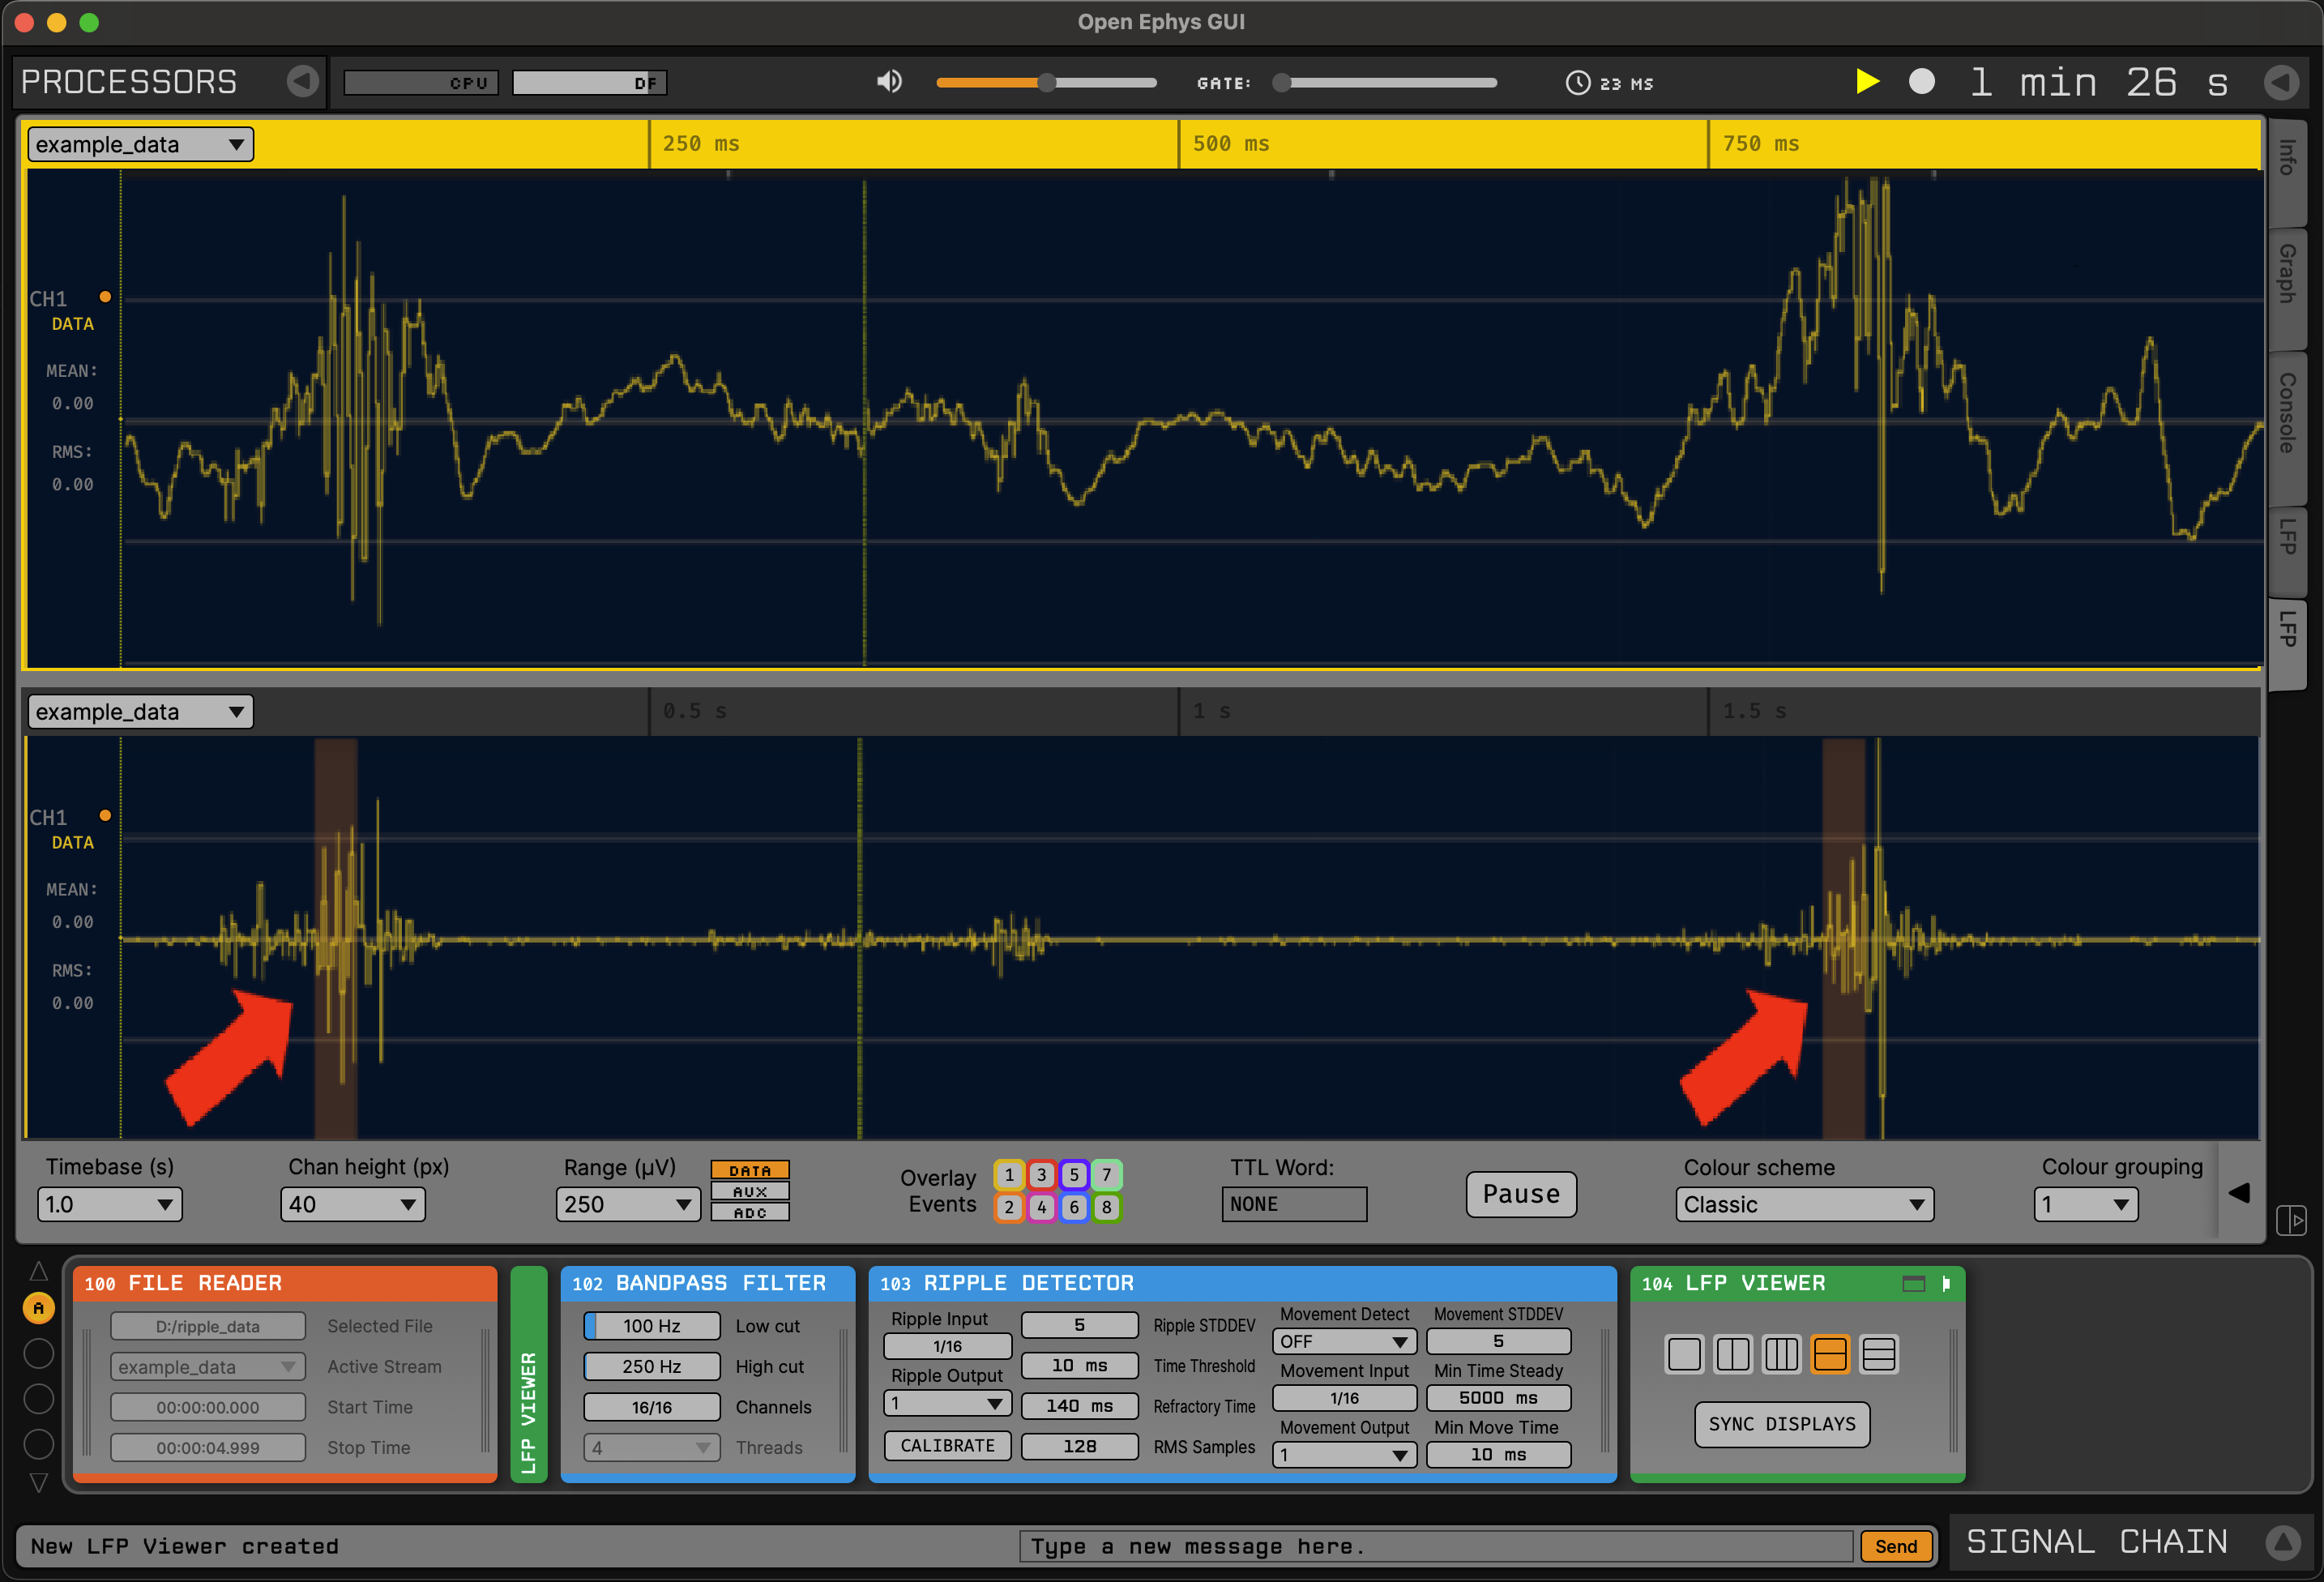 Open Ephys GUI
PROCESSORS
CPU
DF
GATE:
23 MS
1 min 26 s
example_data
250 ms
500 ms
750 ms
Info
Graph
Console
LFP
LFP
CH1
DATA
MEAN:
0.00
RMS:
0.00
example_data
0.5 s
1 s
1.5 s
CH1
DATA
MEAN:
0.00
RMS:
0.00
Timebase (s)
1.0
Chan height (px)
40
Range (µV)
250
DATA
AUX
ADC
Overlay
Events
1 3 5 7
2 4 6 8
TTL Word:
NONE
Pause
Colour scheme
Classic
Colour grouping
1
A
100 FILE READER
D:/ripple_data Selected File
example_data Active Stream
00:00:00.000 Start Time
00:00:04.999 Stop Time
LFP VIEWER
102 BANDPASS FILTER
100 Hz Low cut
250 Hz High cut
16/16 Channels
4 Threads
103 RIPPLE DETECTOR
Ripple Input
1/16
Ripple Output
1
CALIBRATE
5 Ripple STDDEV
10 ms Time Threshold
140 ms Refractory Time
128 RMS Samples
Movement Detect
OFF
Movement Input
1/16
Movement Output
1
Movement STDDEV
5
Min Time Steady
5000 ms
Min Move Time
10 ms
104 LFP VIEWER
SYNC DISPLAYS
New LFP Viewer created
Type a new message here.
Send
SIGNAL CHAIN